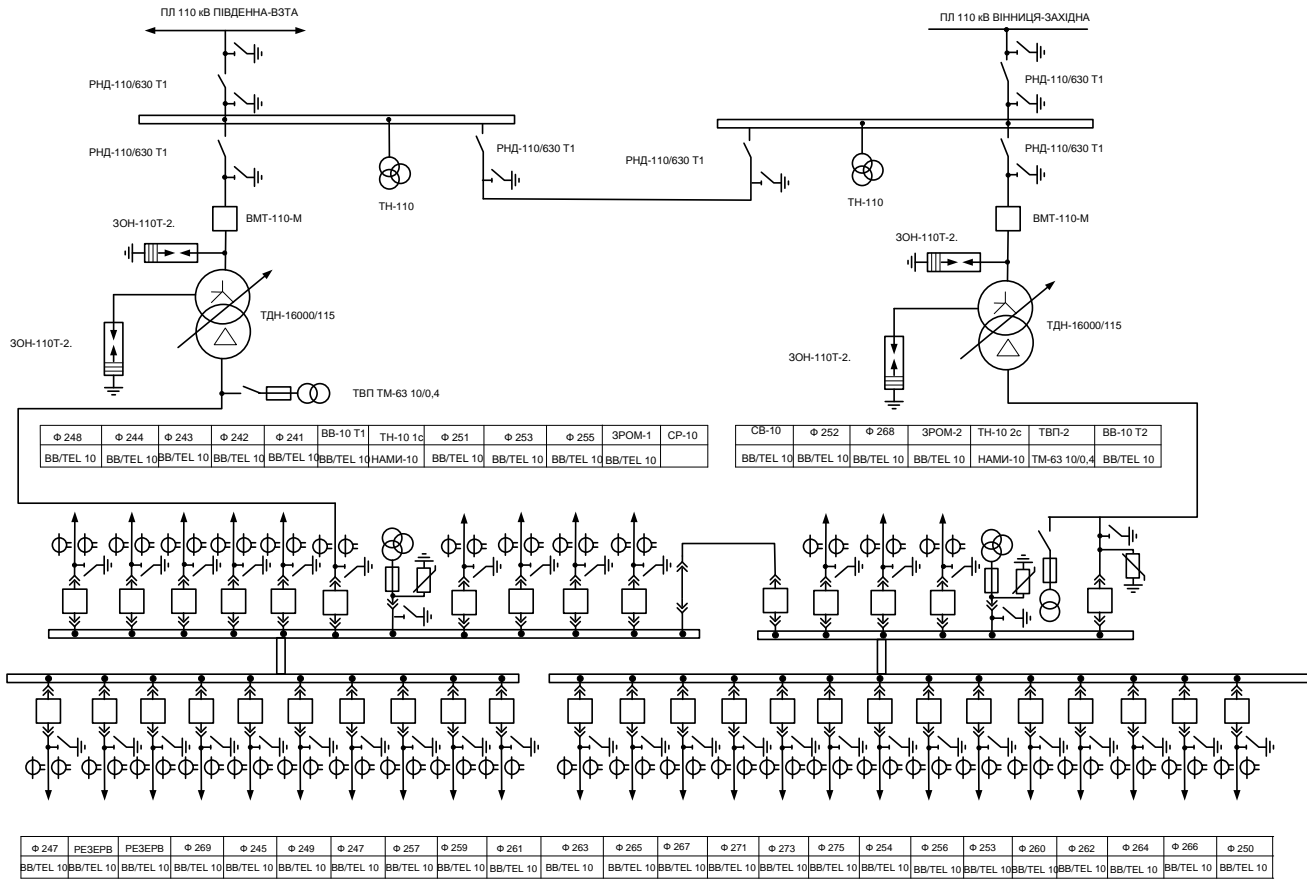 ПЛ 110 кВ ПІВДЕННА-ВЗТА
ПЛ 110 кВ ВІННИЦЯ-ЗАХІДНА
РНД-110/630 Т1
РНД-110/630 Т1
РНД-110/630 Т1
РНД-110/630 Т1
РНД-110/630 Т1
РНД-110/630 Т1
ТН-110
ТН-110
ВМТ-110-М
ВМТ-110-М
ЗОН-110Т-2.
ЗОН-110Т-2.
ТДН-16000/115
ТДН-16000/115
ЗОН-110Т-2.
ЗОН-110Т-2.
ТВП ТМ-63 10/0,4
Ф 248 Ф 244 Ф 243 Ф 242 Ф 241 ВВ-10 Т1 ТН-10 1с Ф 251 Ф 253 Ф 255 ЗРОМ-1 СР-10
ВВ/TEL 10 ВВ/TEL 10 ВВ/TEL 10 ВВ/TEL 10 ВВ/TEL 10 ВВ/TEL 10 НАМИ-10 ВВ/TEL 10 ВВ/TEL 10 ВВ/TEL 10 ВВ/TEL 10
СВ-10 Ф 252 Ф 268 ЗРОМ-2 ТН-10 2с ТВП-2 ВВ-10 Т2
ВВ/TEL 10 ВВ/TEL 10 ВВ/TEL 10 ВВ/TEL 10 НАМИ-10 ТМ-63 10/0,4 ВВ/TEL 10
Ф 247 РЕЗЕРВ РЕЗЕРВ Ф 269 Ф 245 Ф 249 Ф 247 Ф 257 Ф 259 Ф 261 Ф 263 Ф 265 Ф 267 Ф 271 Ф 273 Ф 275 Ф 254 Ф 256 Ф 253 Ф 260 Ф 262 Ф 264 Ф 266 Ф 250
ВВ/TEL 10 ВВ/TEL 10 ВВ/TEL 10 ВВ/TEL 10 ВВ/TEL 10 ВВ/TEL 10 ВВ/TEL 10 ВВ/TEL 10 ВВ/TEL 10 ВВ/TEL 10 ВВ/TEL 10 ВВ/TEL 10 ВВ/TEL 10 ВВ/TEL 10 ВВ/TEL 10 ВВ/TEL 10 ВВ/TEL 10 ВВ/TEL 10 ВВ/TEL 10 ВВ/TEL 10 ВВ/TEL 10 ВВ/TEL 10 ВВ/TEL 10 ВВ/TEL 10